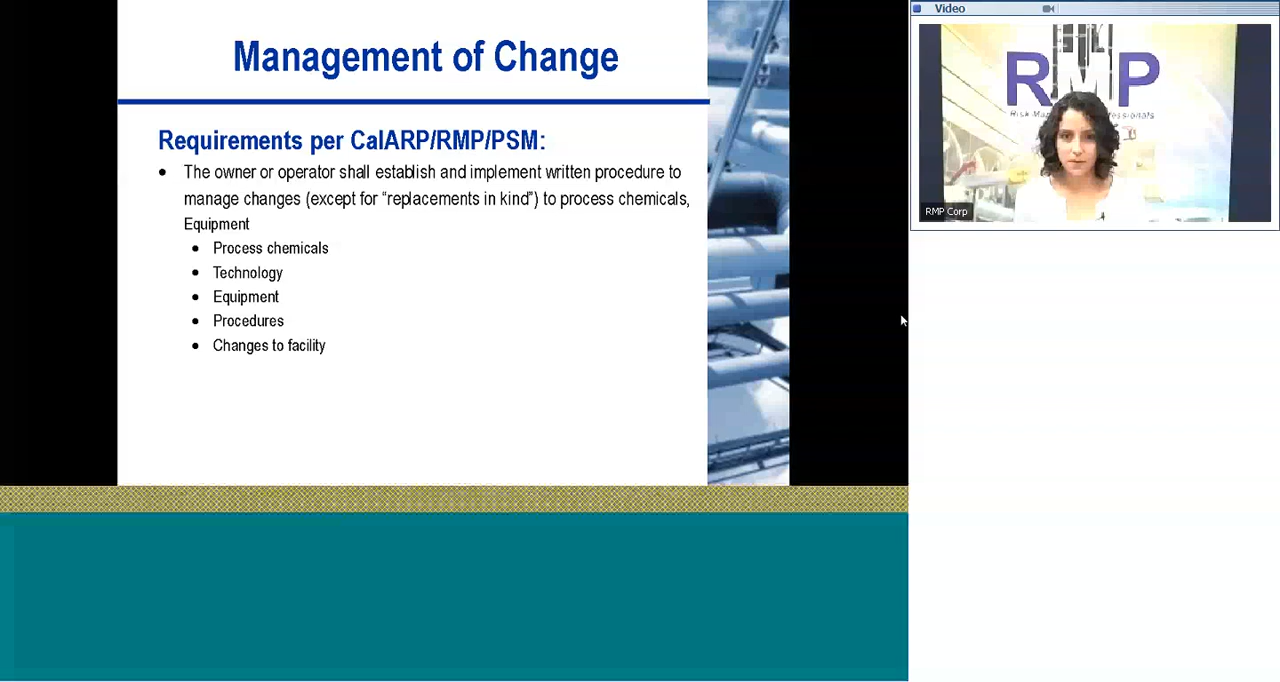 Management of Change
Requirements per CalARP/RMP/PSM:
• The owner or operator shall establish and implement written procedure to
manage changes (except for “replacements in kind”) to process chemicals,
Equipment
• Process chemicals
• Technology
• Equipment
• Procedures
• Changes to facility
Video
RMP
RMP Corp